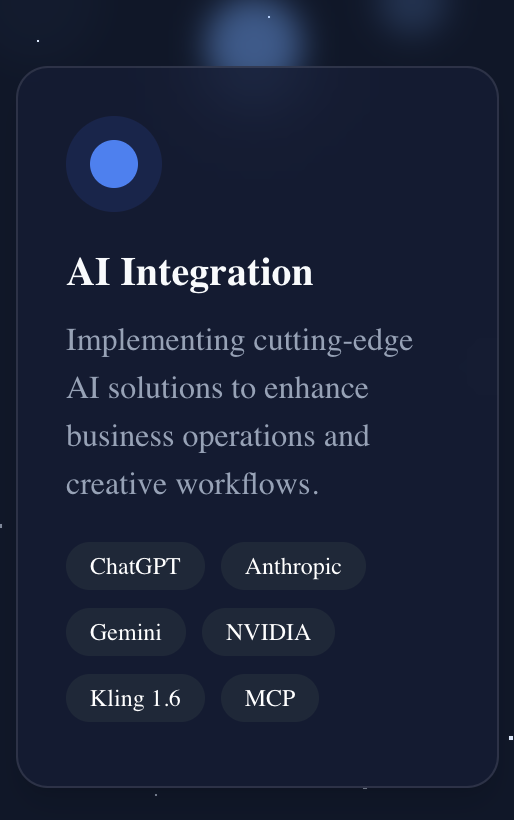 AI Integration
Implementing cutting-edge
AI solutions to enhance
business operations and
creative workflows.
ChatGPT Anthropic
Gemini NVIDIA
Kling 1.6 MCP